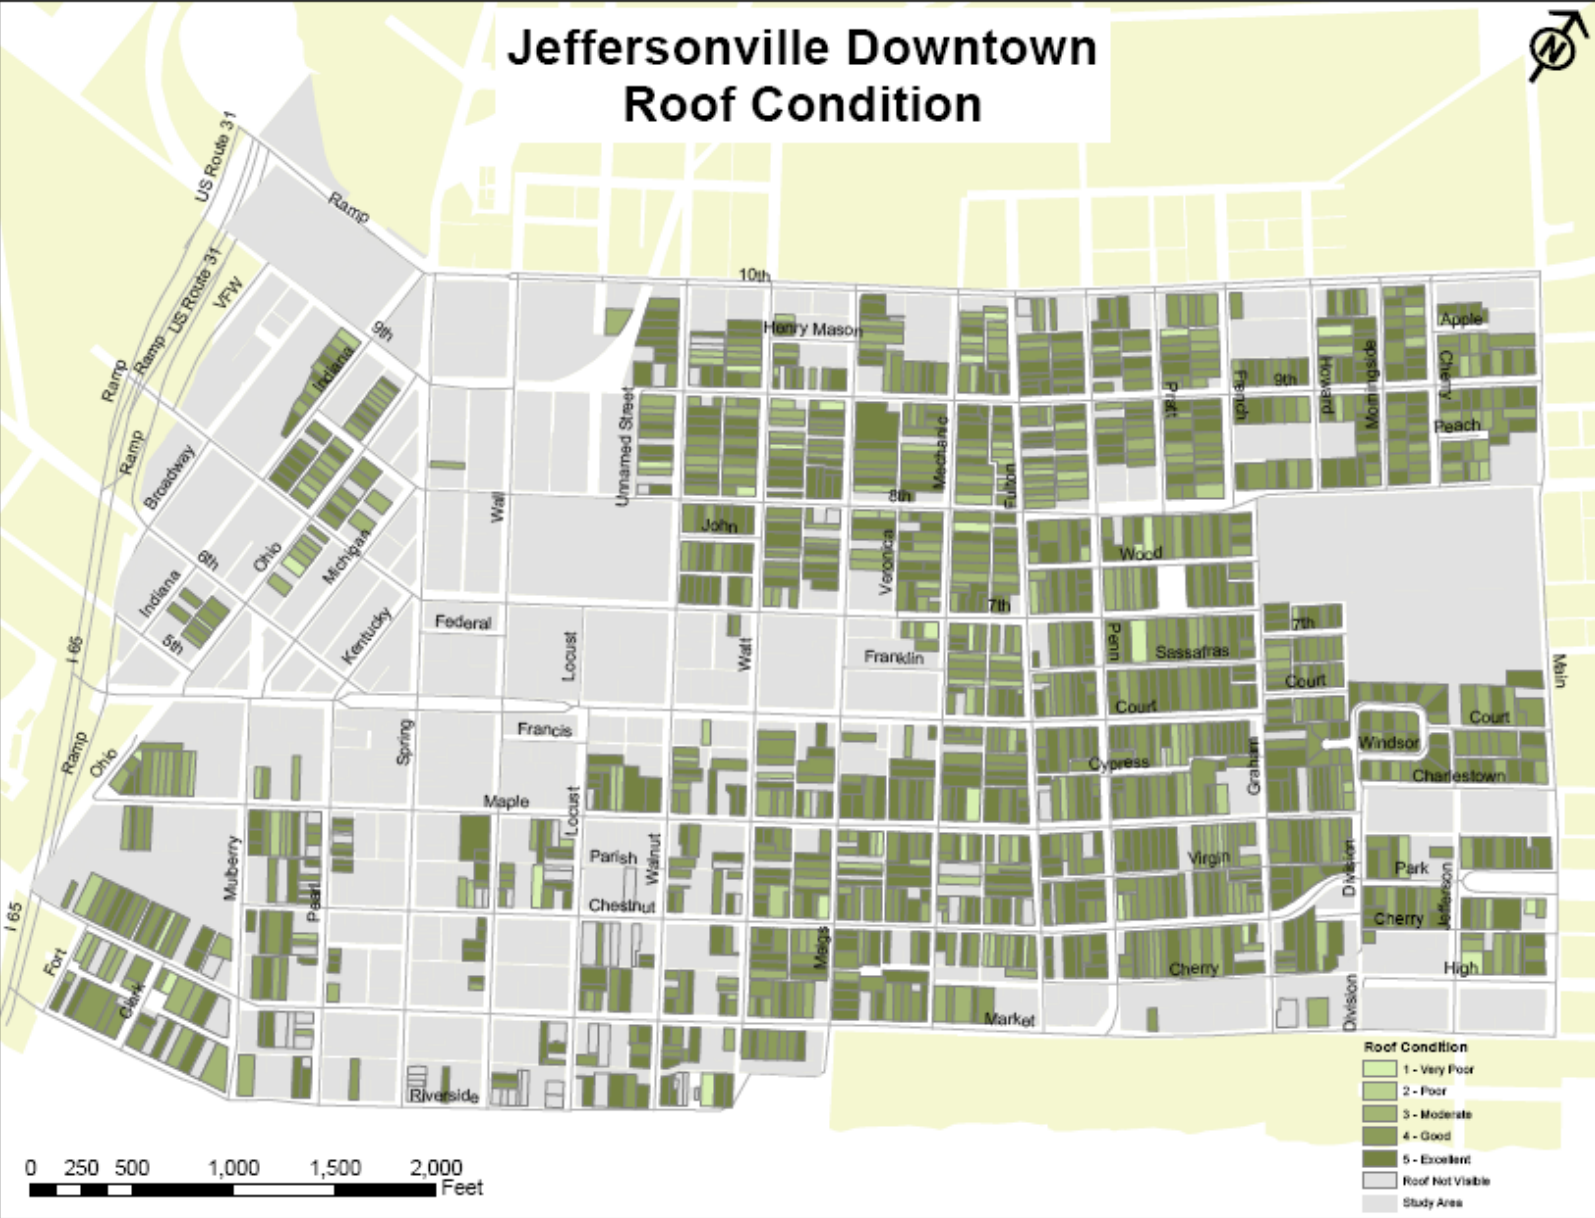 Jeffersonville Downtown
Roof Condition
N
US Route 31
Ramp
US Route 31
VFW
10th
Henry Mason
Apple
9th
Indiana
Ramp
Ramp
Unnamed Street
Mechanic
Pratt
French
9th
Howard
Morningside
Cherry
Peach
Ramp
Broadway
Wall
8th
Fulton
John
Veronica
Wood
6th
Ohio
Michigan
Indiana
5th
Kentucky
Federal
Locust
Watt
7th
Franklin
Penn
Sassafras
7th
Court
Court
Main
I 65
Ramp
Ohio
Spring
Francis
Cypress
Graham
Windsor
Court
Charlestown
Maple
Locust
Mulberry
Pearl
Parish
Walnut
Chestnut
Virgin
Division
Park
Jefferson
Cherry
I 65
Fort
Clark
Meigs
Cherry
High
Market
Division
Riverside
Roof Condition
1 - Very Poor
2 - Poor
3 - Moderate
4 - Good
5 - Excellent
Roof Not Visible
Study Area
0 250 500 1,000 1,500 2,000
Feet